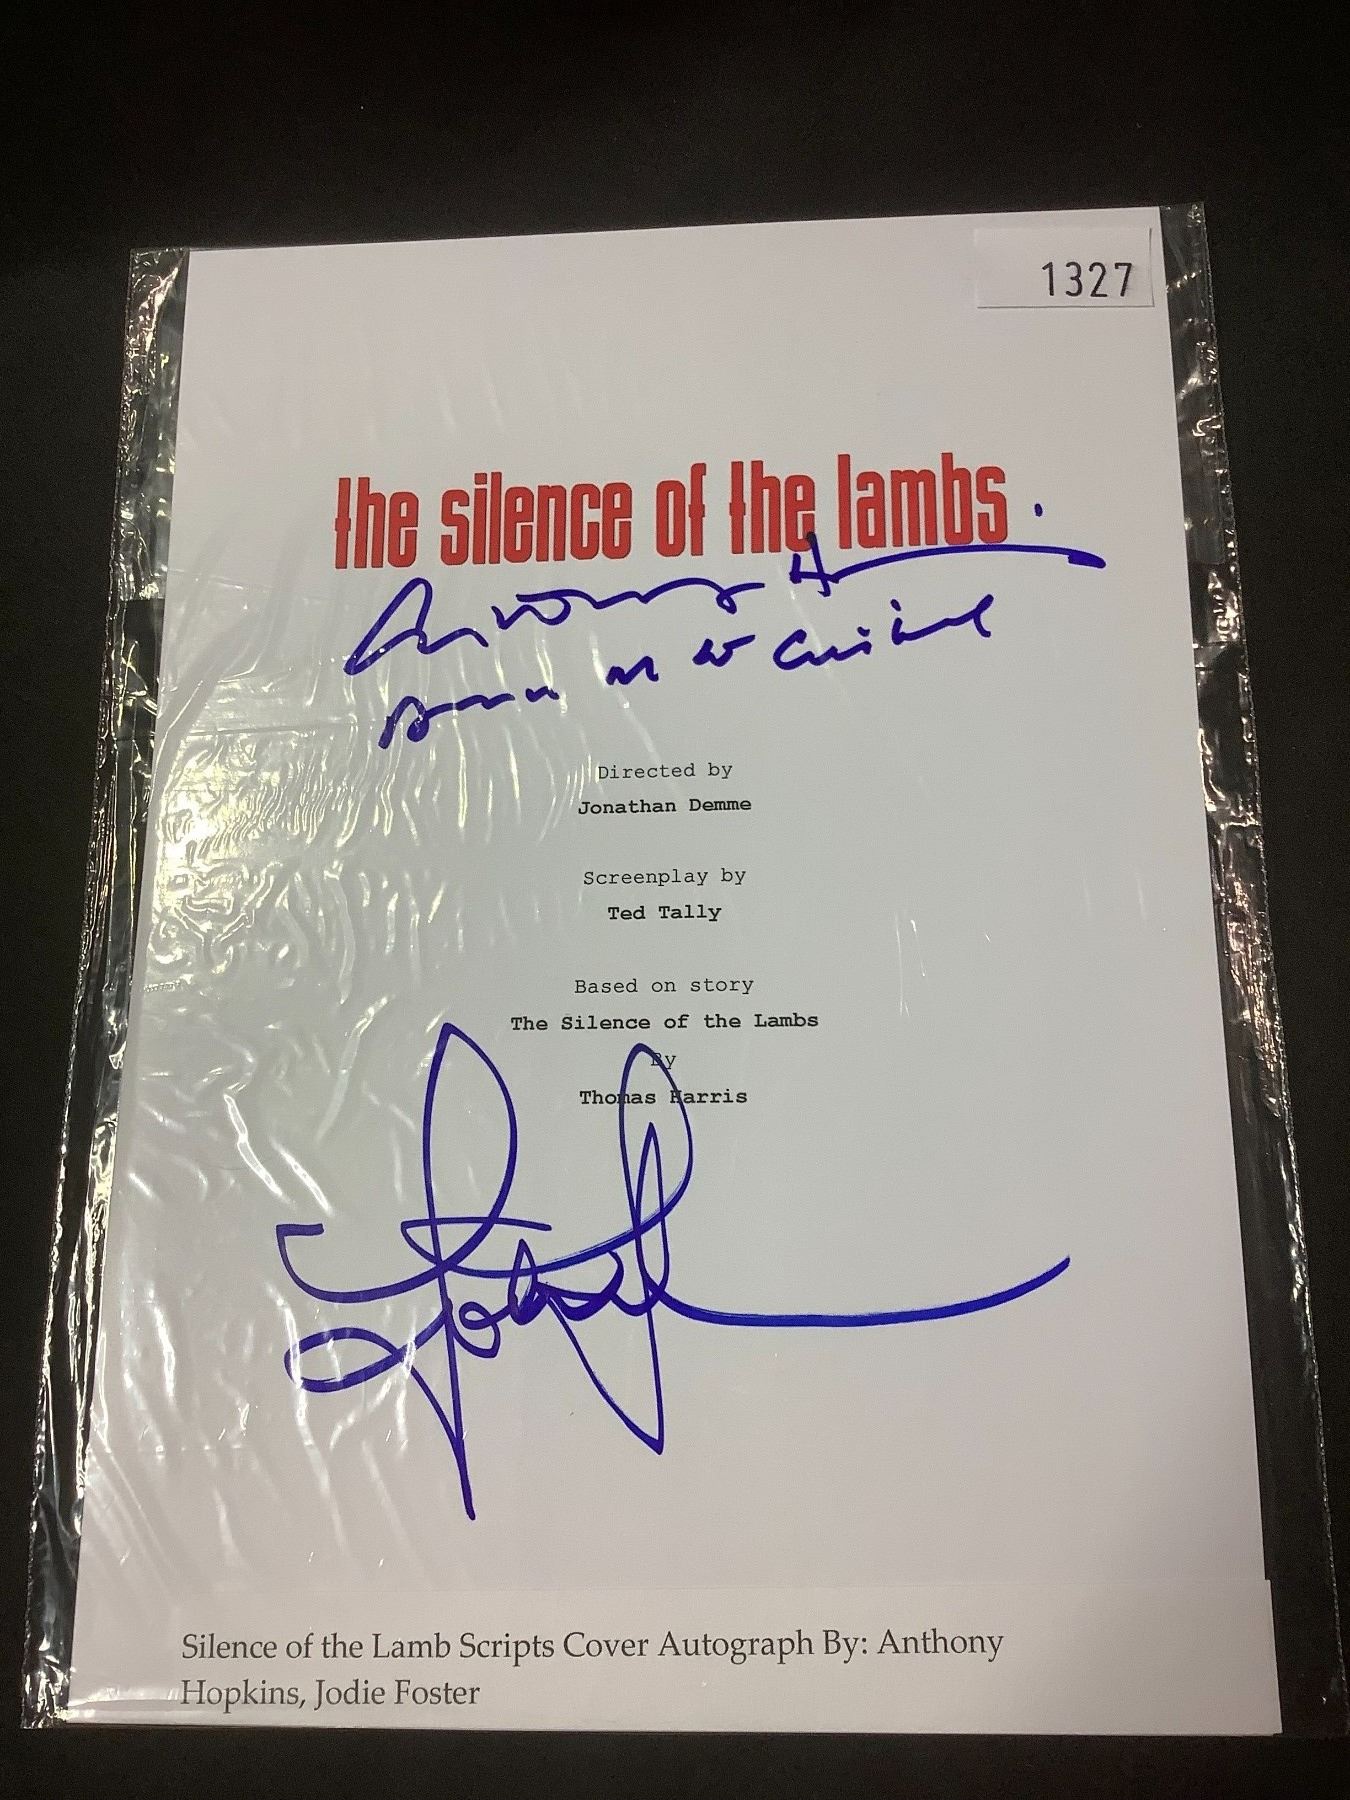 1327
the silence of the lambs
Directed by
Jonathan Demme
Screenplay by
Ted Tally
Based on story
The Silence of the Lambs
By
Thomas Harris
Silence of the Lamb Scripts Cover Autograph By: Anthony
Hopkins, Jodie Foster